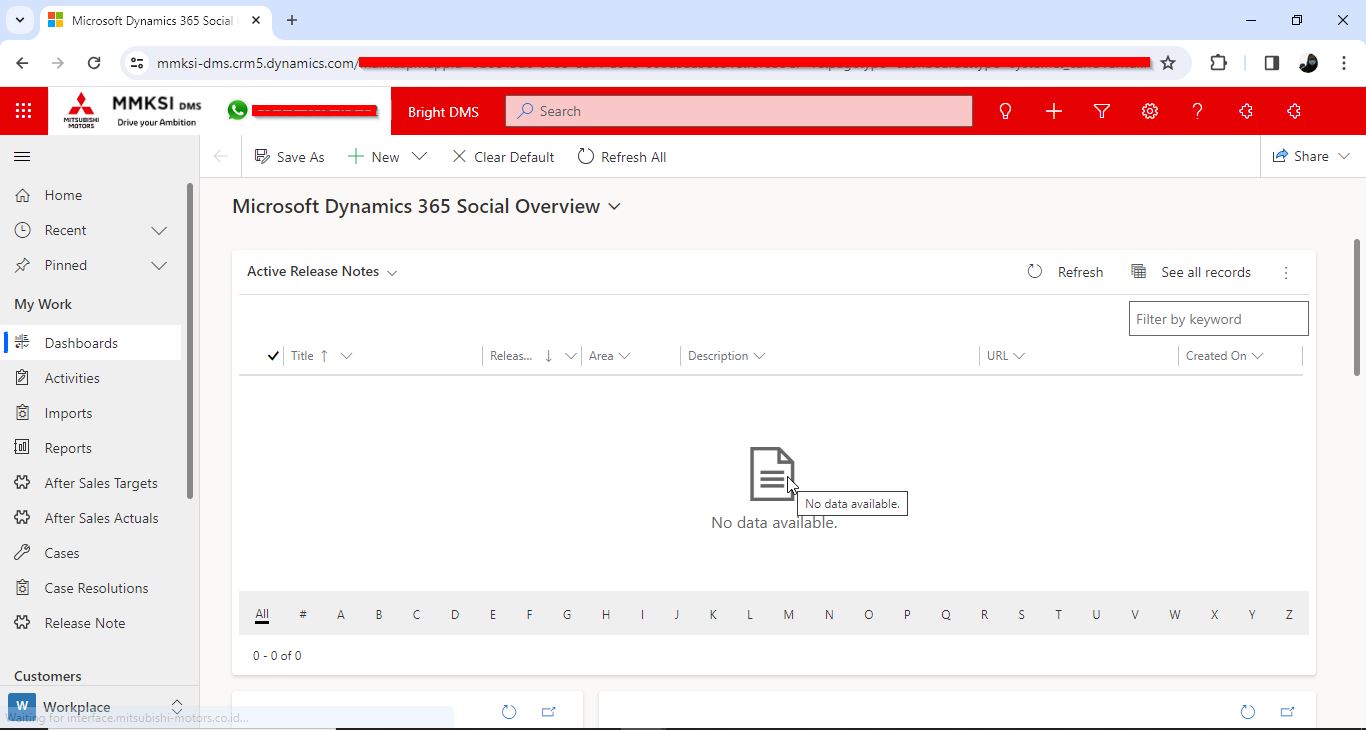 Microsoft Dynamics 365 Social
mmksi-dms.crm5.dynamics.com/
MITSUBISHI MOTORS
MMKSI DMS
Drive your Ambition
Bright DMS
Search
Save As
New
Clear Default
Refresh All
Share
Home
Recent
Pinned
My Work
Dashboards
Activities
Imports
Reports
After Sales Targets
After Sales Actuals
Cases
Case Resolutions
Release Note
Customers
W Workplace
Waiting for interface.mitsubishi-motors.co.id...
Microsoft Dynamics 365 Social Overview
Active Release Notes
Refresh
See all records
Filter by keyword
Title Releas... Area Description URL Created On
No data available.
No data available.
All # A B C D E F G H I J K L M N O P Q R S T U V W X Y Z
0 - 0 of 0